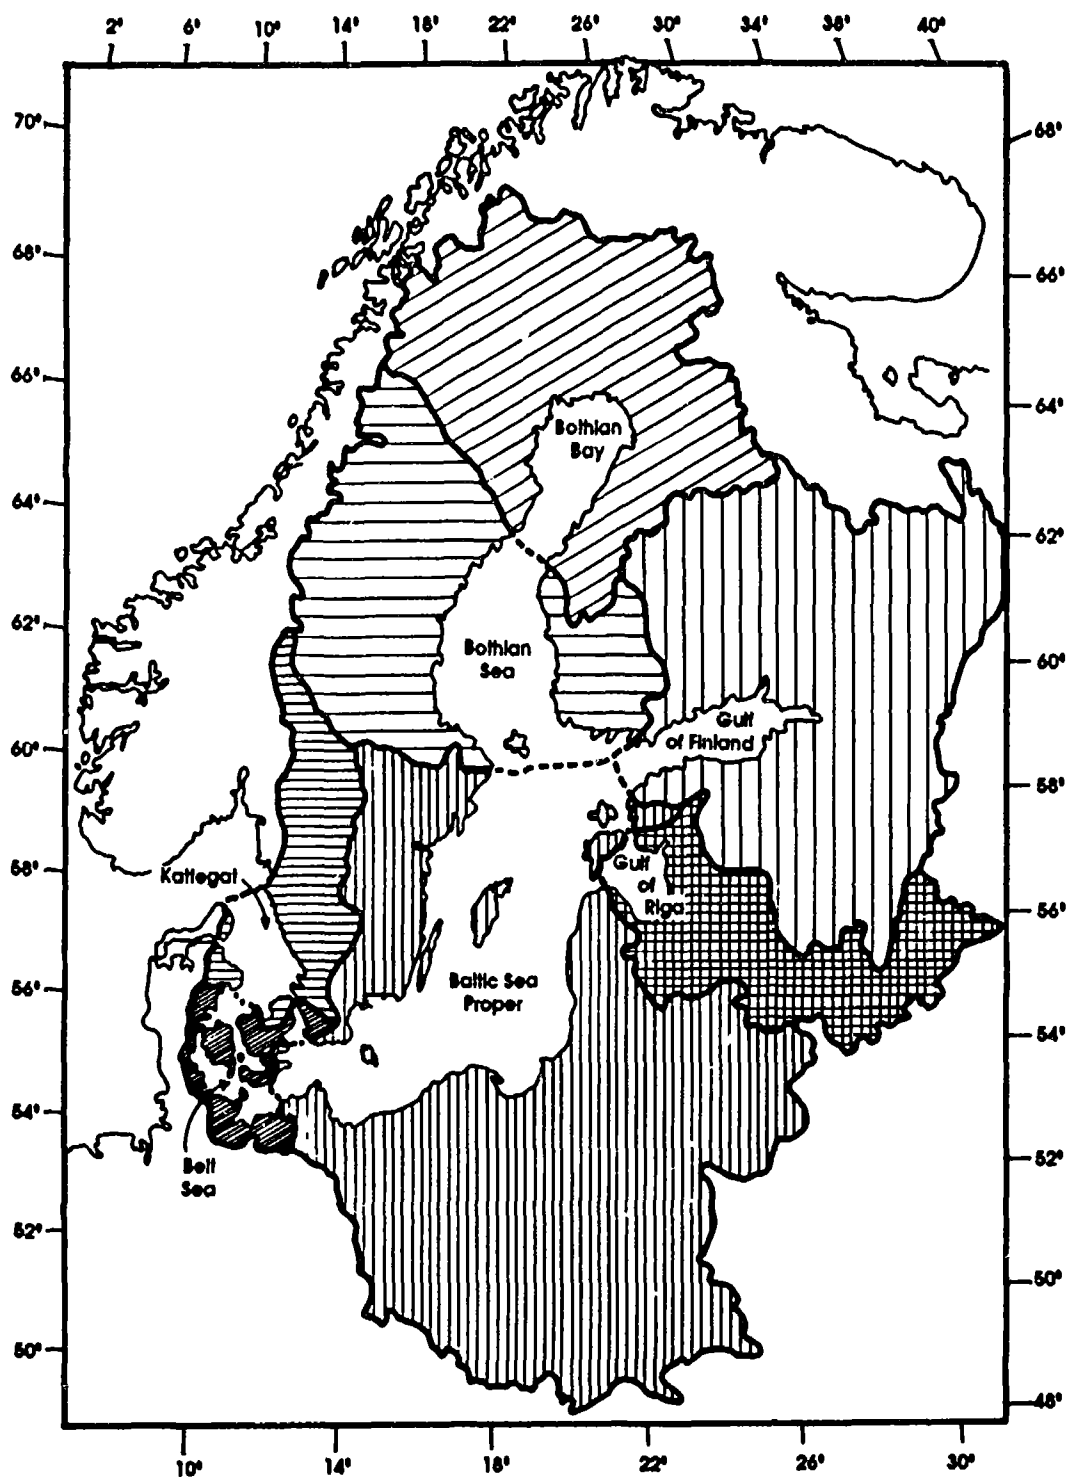 2° 6° 10° 14° 18° 22° 26° 30° 34° 38° 40°
70° 68°
68° 66°
66° 64°
Bothian
Bay
64° 62°
62° 60°
Bothian
Sea
Gulf
of Finland
60° 58°
Kattegat
Gulf
of
Riga
58° 56°
Baltic Sea
Proper
56° 54°
54° 52°
Belt
Sea
52° 50°
50° 48°
10° 14° 18° 22° 26° 30°